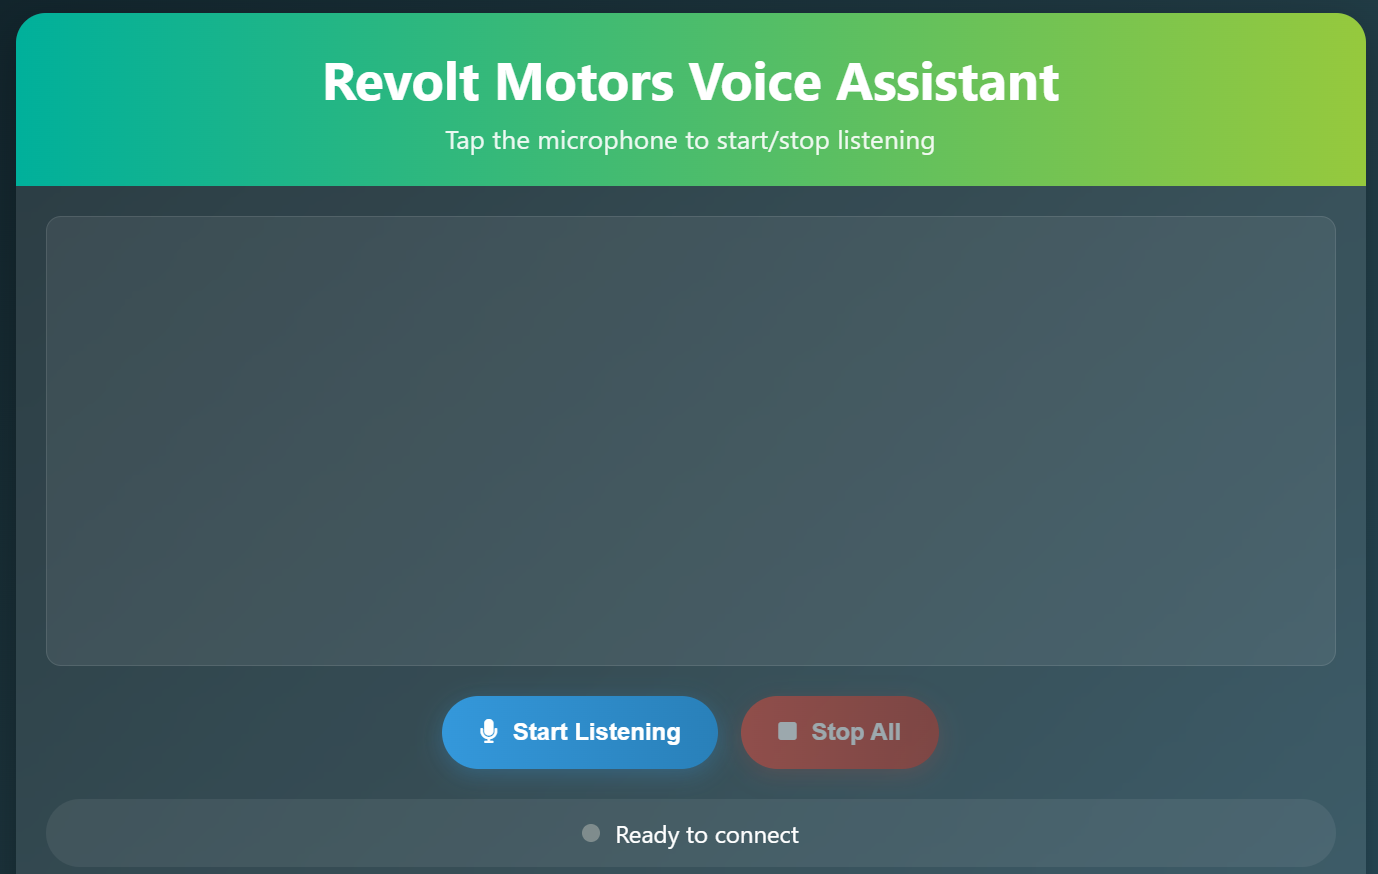 Revolt Motors Voice Assistant
Tap the microphone to start/stop listening
Start Listening
Stop All
Ready to connect